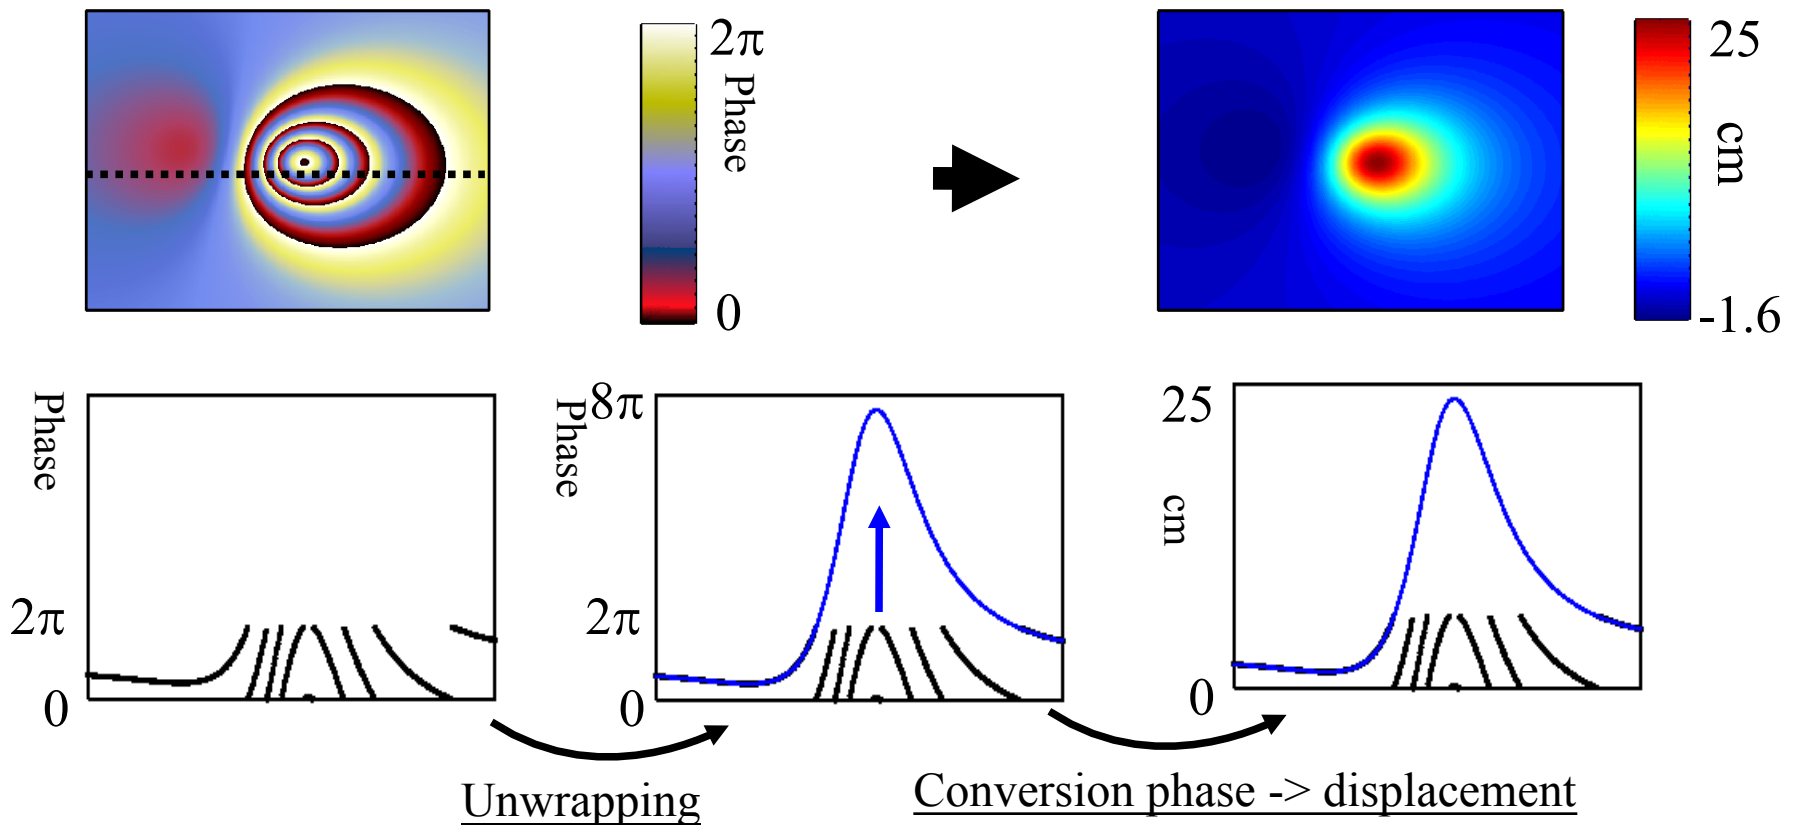 2π
Phase
0
25
cm
-1.6
Phase
2π
0
Phase
8π
2π
0
25
cm
0
Unwrapping
Conversion phase -> displacement